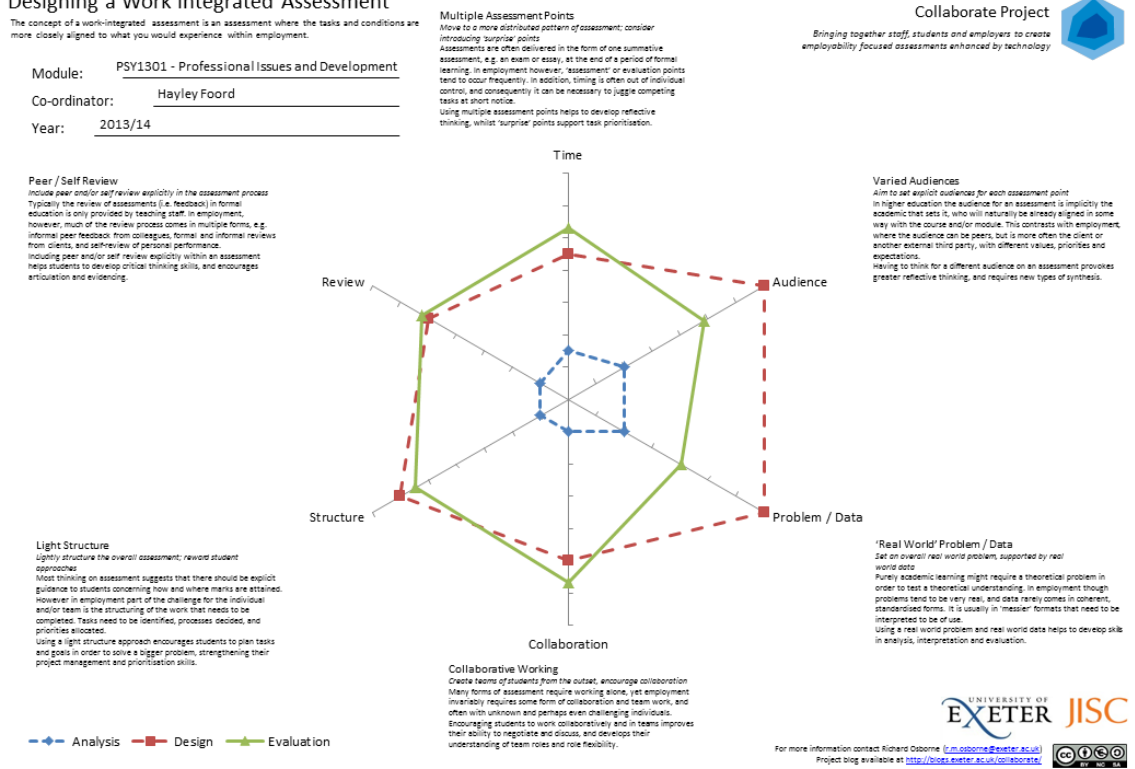 Designing a Work Integrated Assessment
The concept of a work-integrated assessment is an assessment where the tasks and conditions are
more closely aligned to what you would experience within employment.
Module: PSY1301 - Professional Issues and Development
Co-ordinator: Hayley Foord
Year: 2013/14
Multiple Assessment Points
Move to a more distributed pattern of assessment; consider
introducing 'surprise' points
Assessments are often delivered in the form of one summative
assessment, e.g. an exam or essay, at the end of a period of formal
learning. In employment however, 'assessment' or evaluation points
tend to occur frequently. In addition, timing is often out of individual
control, and consequently it can be necessary to juggle competing
tasks at short notice.
Using multiple assessment points helps to develop reflective
thinking, whilst 'surprise' points support task prioritisation.
Collaborate Project
Bringing together staff, students and employers to create
employability focused assessments enhanced by technology
Peer / Self Review
Include peer and/or self review explicitly in the assessment process
Typically the review of assessments (i.e. feedback) in formal
education is only provided by teaching staff. In employment,
however, much of the review process comes in multiple forms, e.g.
informal peer feedback from colleagues, formal and informal reviews
from clients, and self-review of personal performance.
Including peer and/or self review explicitly within an assessment
helps students to develop critical thinking skills, and encourages
articulation and evidencing.
Varied Audiences
Aim to set explicit audiences for each assessment point
In higher education the audience for an assessment is implicitly the
academic that sets it, who will naturally be already aligned in some
way with the course and/or module. This contrasts with employment,
where the audience can be peers, but is more often the client or
another external third party, with different values, priorities and
expectations.
Having to think for a different audience on an assessment provokes
greater reflective thinking, and requires new types of synthesis.
Time
Review
Audience
Structure
Problem / Data
Collaboration
Light Structure
Lightly structure the overall assessment; reward student
approaches
Most thinking on assessment suggests that there should be explicit
guidance to students concerning how and where marks are attained.
However in employment part of the challenge for the individual
and/or team is the structuring of the work that needs to be
completed. Tasks need to be identified, processes decided, and
priorities allocated.
Using a light structure approach encourages students to plan tasks
and goals in order to solve a bigger problem, strengthening their
project management and prioritisation skills.
'Real World' Problem / Data
Set an overall real world problem, supported by real
world data
Purely academic learning might require a theoretical problem in
order to test a theoretical understanding. In employment though
problems tend to be very real, and data rarely comes in coherent,
standardised forms. It is usually in 'messier' formats that need to be
interpreted to be of use.
Using a real world problem and real world data helps to develop skills
in analysis, interpretation and evaluation.
Collaborative Working
Create teams of students from the outset, encourage collaboration
Many forms of assessment require working alone, yet employment
invariably requires some form of collaboration and team work, and
often with unknown and perhaps even challenging individuals.
Encouraging students to work collaboratively and in teams improves
their ability to negotiate and discuss, and develops their
understanding of team roles and role flexibility.
Analysis Design Evaluation
UNIVERSITY OF
EXETER JISC
For more information contact Richard Osborne (r.m.osborne@exeter.ac.uk)
Project blog available at http://blogs.exeter.ac.uk/collaborate/
cc BY NC SA